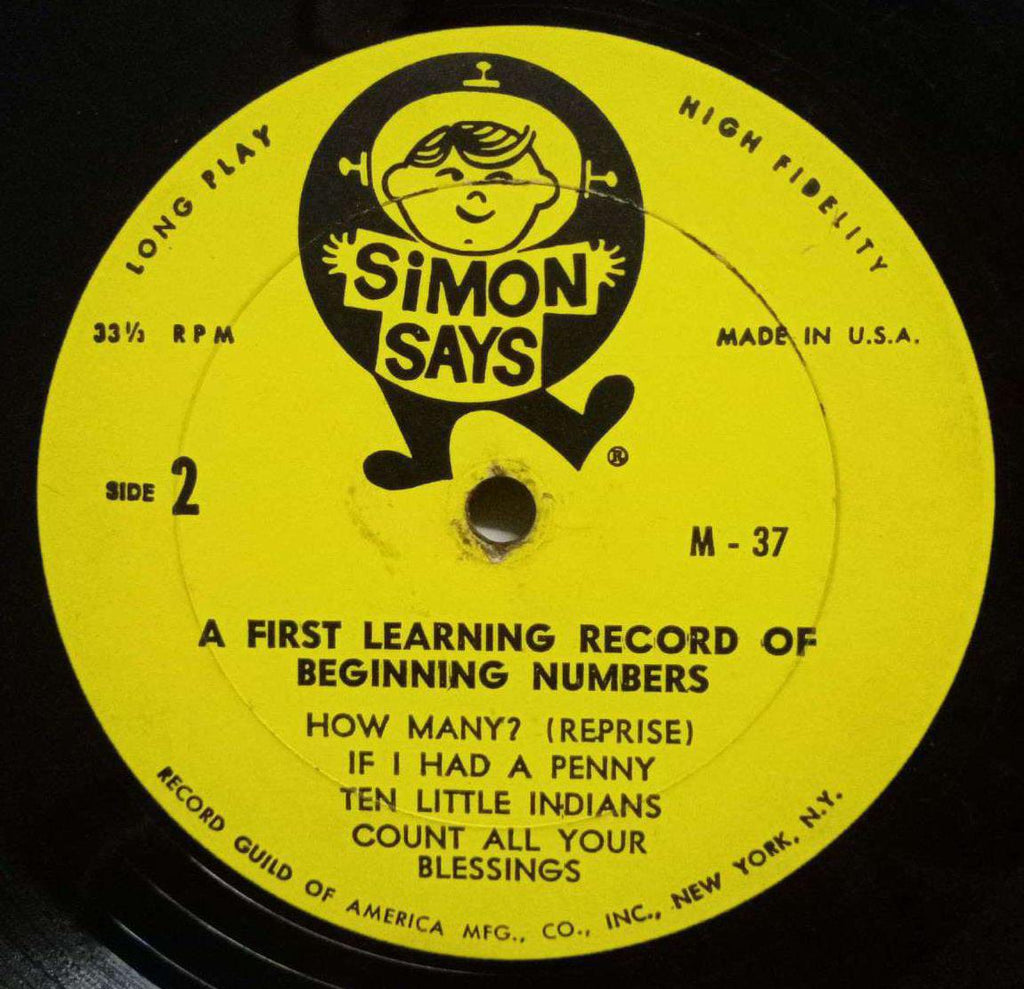 LONG PLAY
HIGH FIDELITY
SiMON
SAYS
®
33⅓ RPM
MADE IN U.S.A.
SIDE 2
M - 37
A FIRST LEARNING RECORD OF
BEGINNING NUMBERS
HOW MANY? (REPRISE)
IF I HAD A PENNY
TEN LITTLE INDIANS
COUNT ALL YOUR
BLESSINGS
RECORD GUILD OF AMERICA MFG., CO., INC., NEW YORK, N.Y.